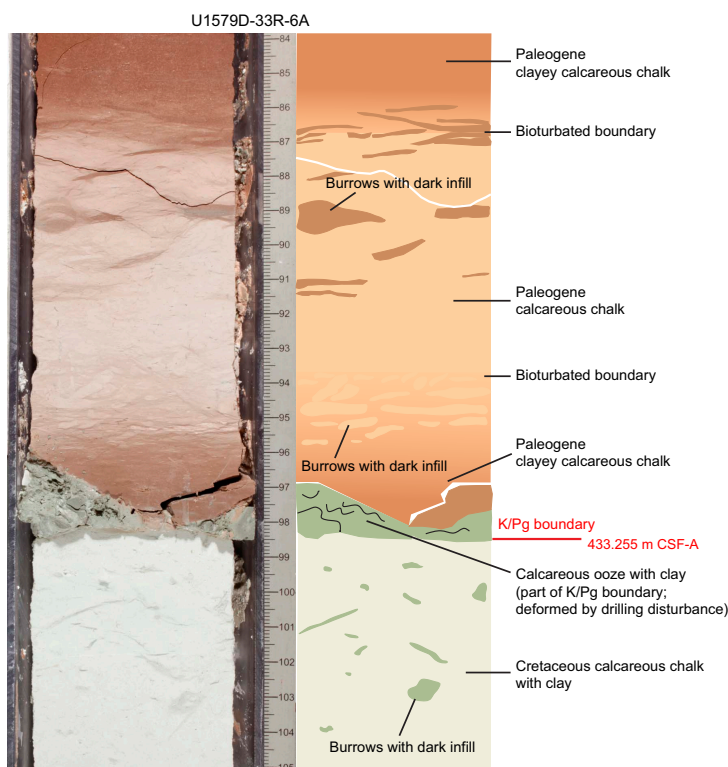 U1579D-33R-6A
84
86
87
88
89
90
91
92
93
94
95
96
97
98
99
100
101
102
103
104
105
Paleogene
clayey calcareous chalk
Bioturbated boundary
Burrows with dark infill
Paleogene
calcareous chalk
Bioturbated boundary
Burrows with dark infill
Paleogene
clayey calcareous chalk
K/Pg boundary
433.255 m CSF-A
Calcareous ooze with clay
(part of K/Pg boundary;
deformed by drilling disturbance)
Cretaceous calcareous chalk
with clay
Burrows with dark infill